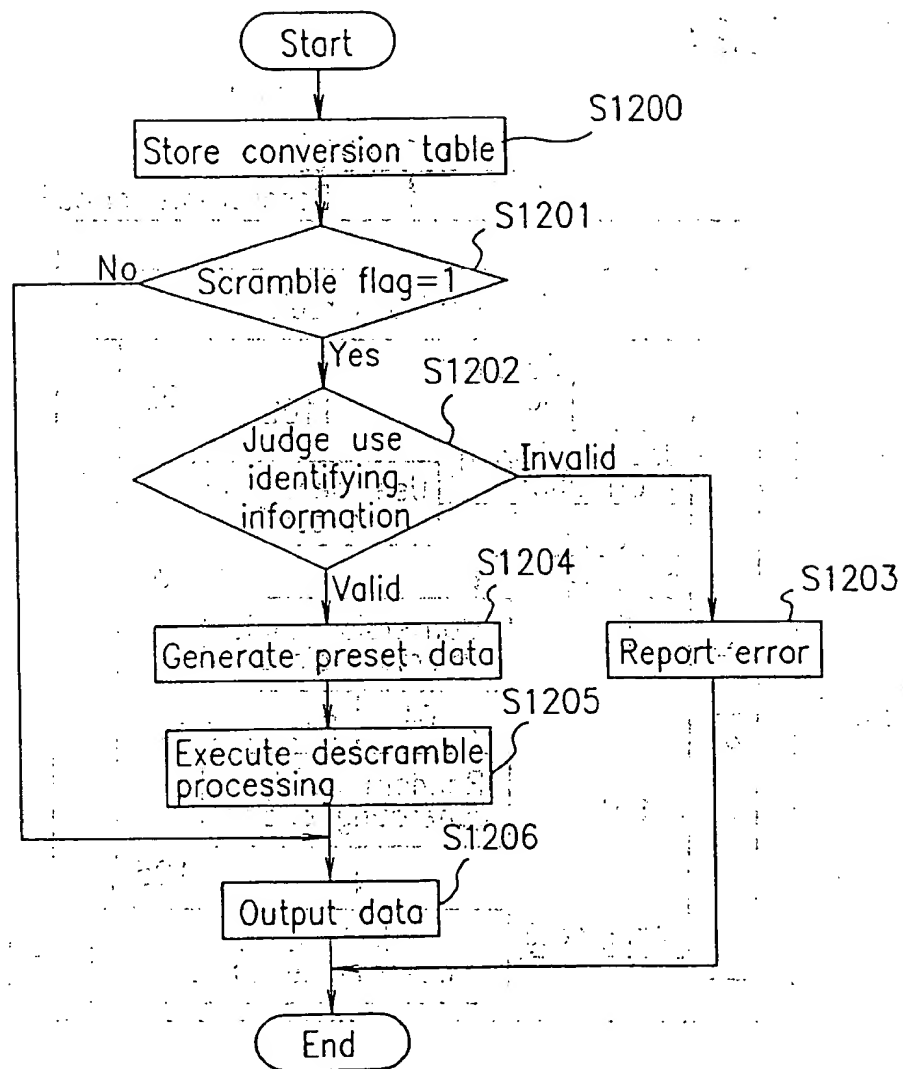 Start
S1200
Store conversion table
S1201
No
Scramble flag=1
Yes
S1202
Judge use
identifying
information
Invalid
Valid
S1204
S1203
Generate preset data
Report error
S1205
Execute descramble
processing
S1206
Output data
End